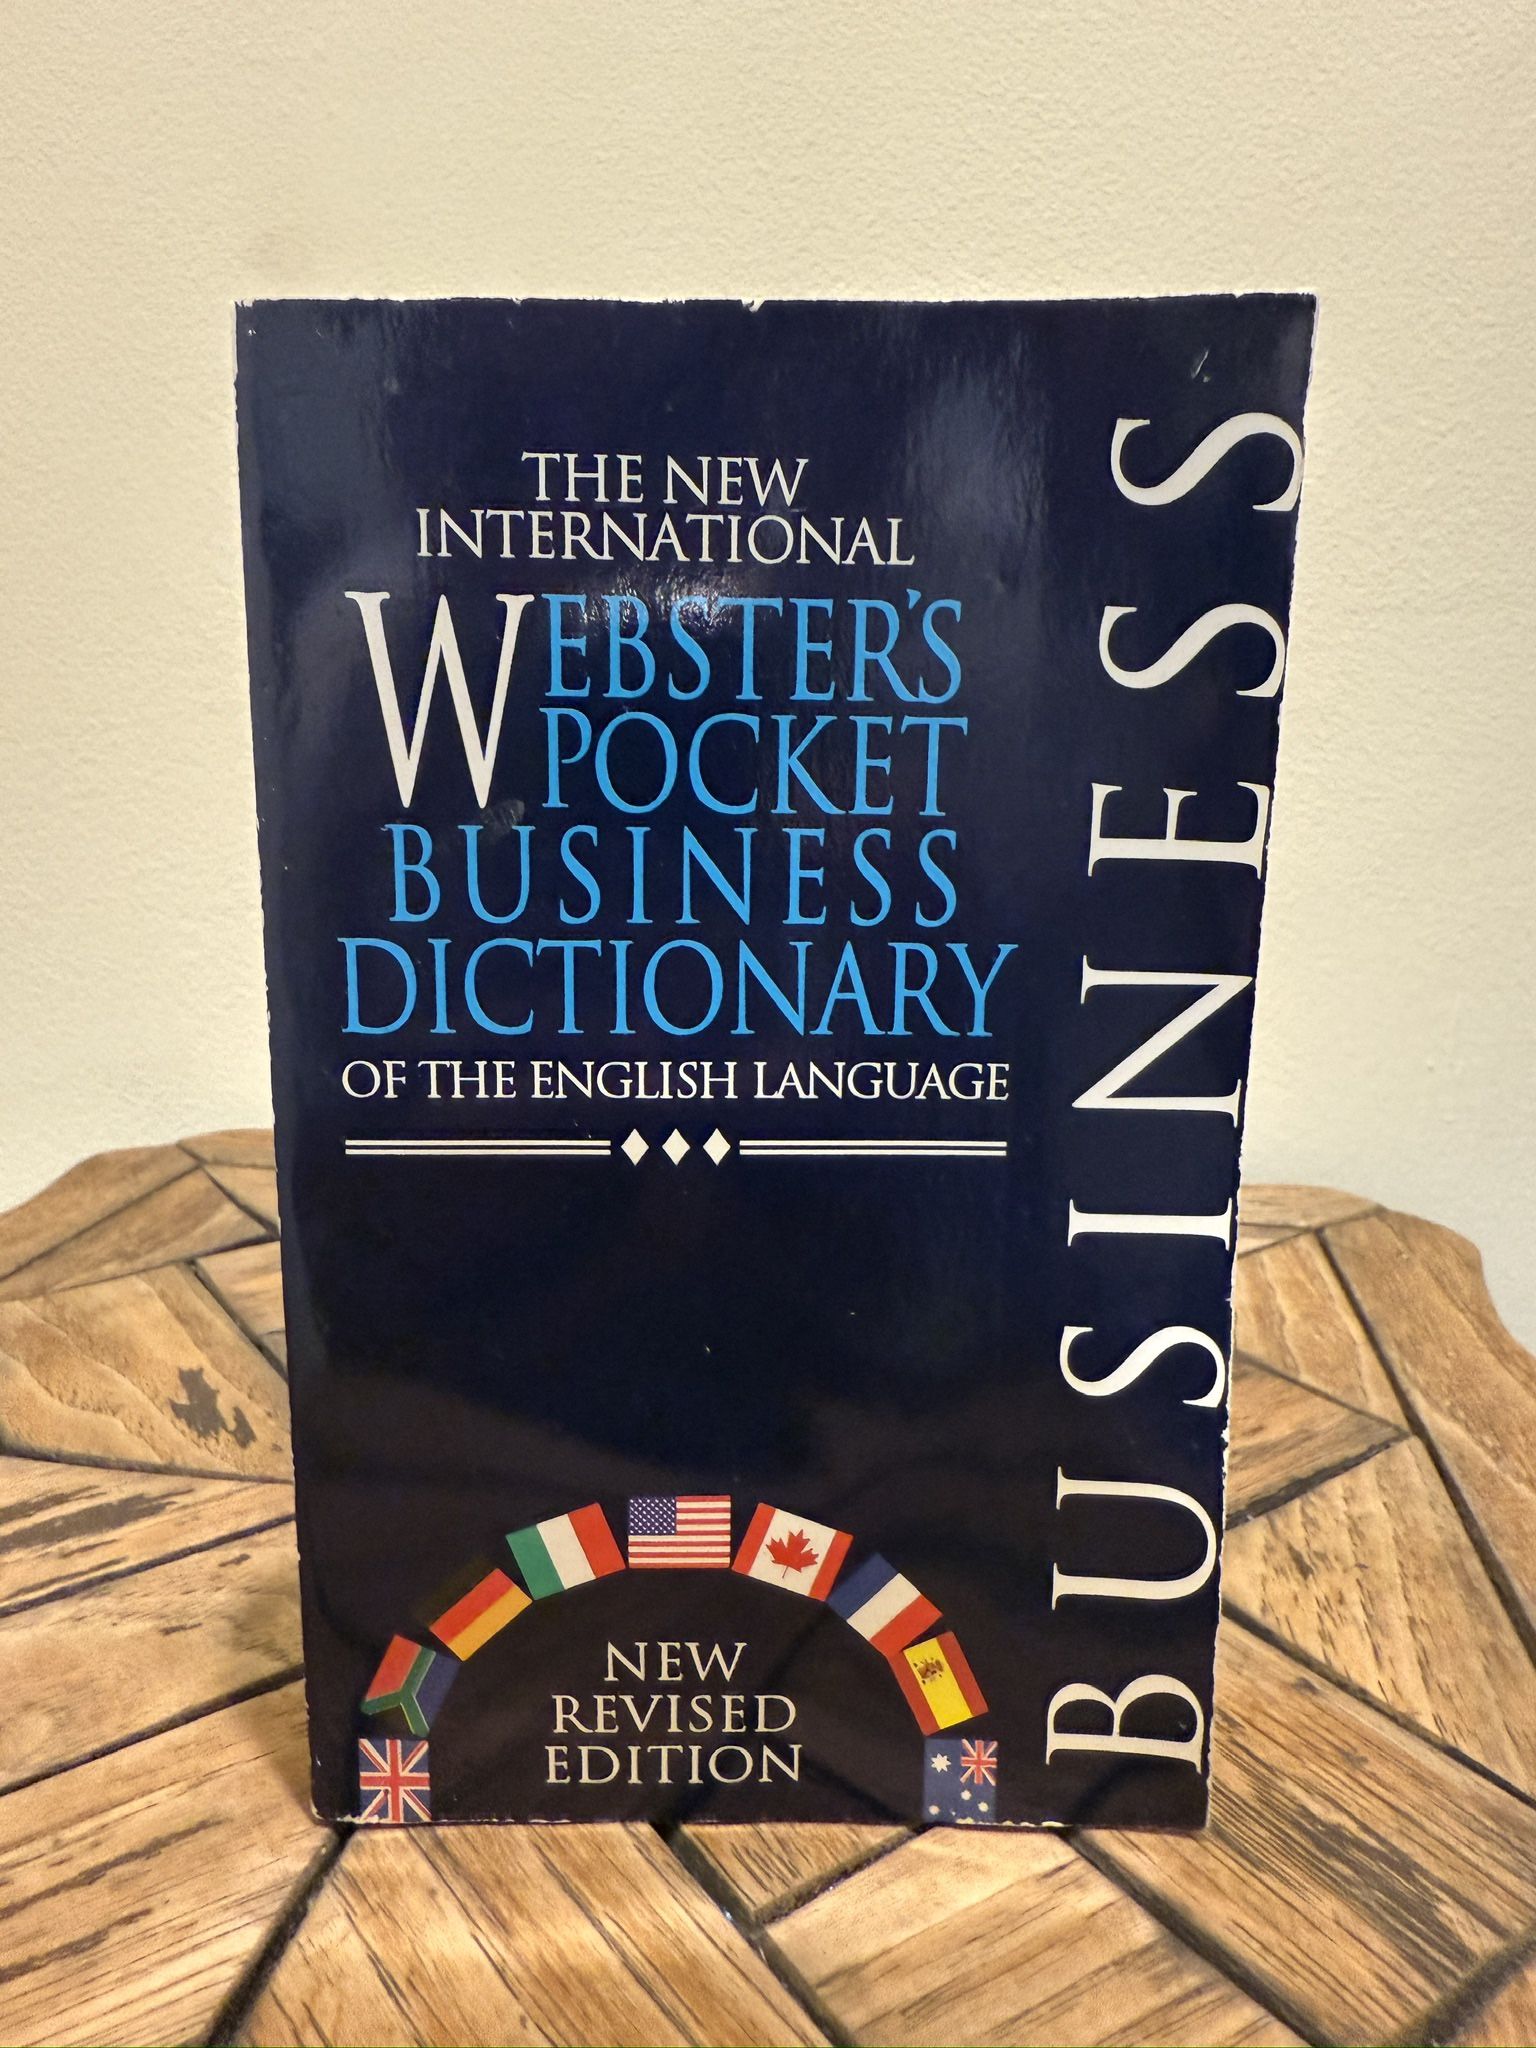 THE NEW
INTERNATIONAL
WEBSTER'S
POCKET
BUSINESS
DICTIONARY
OF THE ENGLISH LANGUAGE
NEW
REVISED
EDITION
BUSINESS